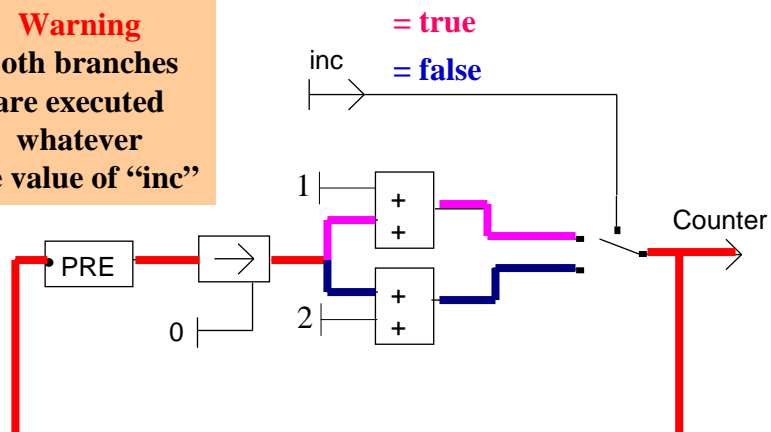 Warning
oth branches
are executed
whatever
value of “inc”
= true
inc
= false
1
+
+
Counter
PRE
0
2
+
+